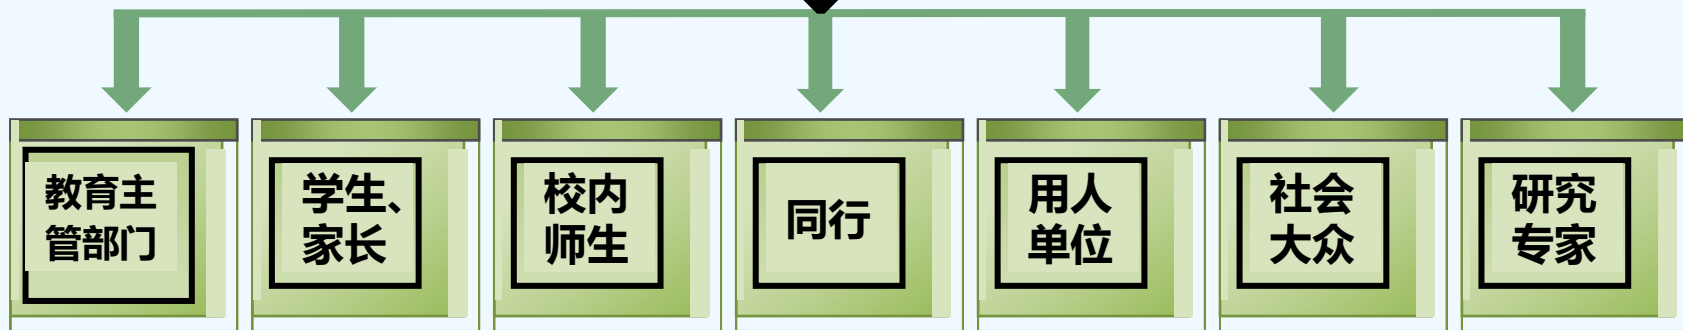 教育主
管部门
学生、
家长
校内
师生
同行
用人
单位
社会
大众
研究
专家